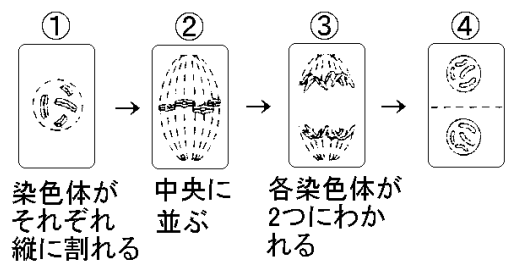 ① ② ③ ④
染色体が
それぞれ
縦に割れる
中央に
並ぶ
各染色体が
2つにわか
れる